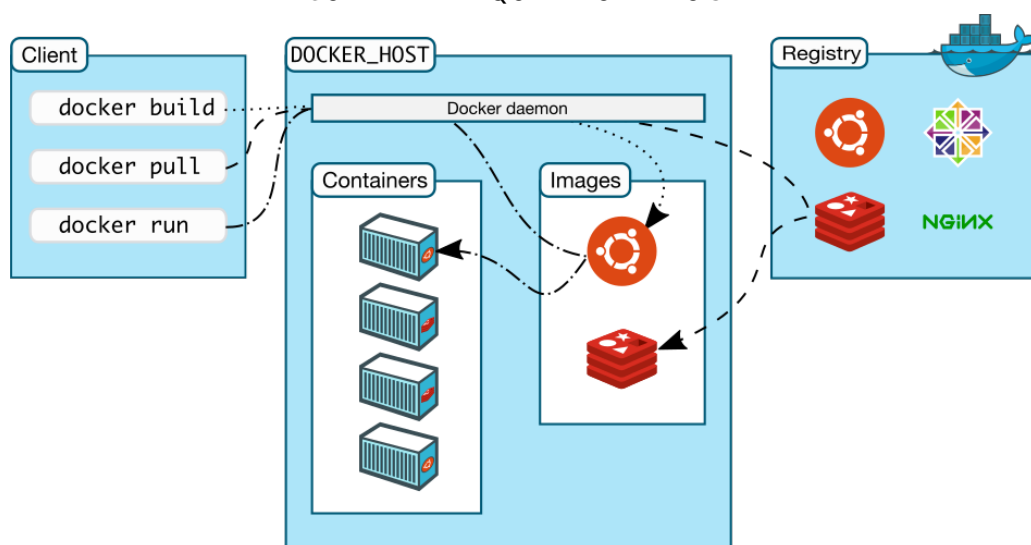 Client
docker build
docker pull
docker run
DOCKER_HOST
Docker daemon
Containers
Images
Registry
NGiNX